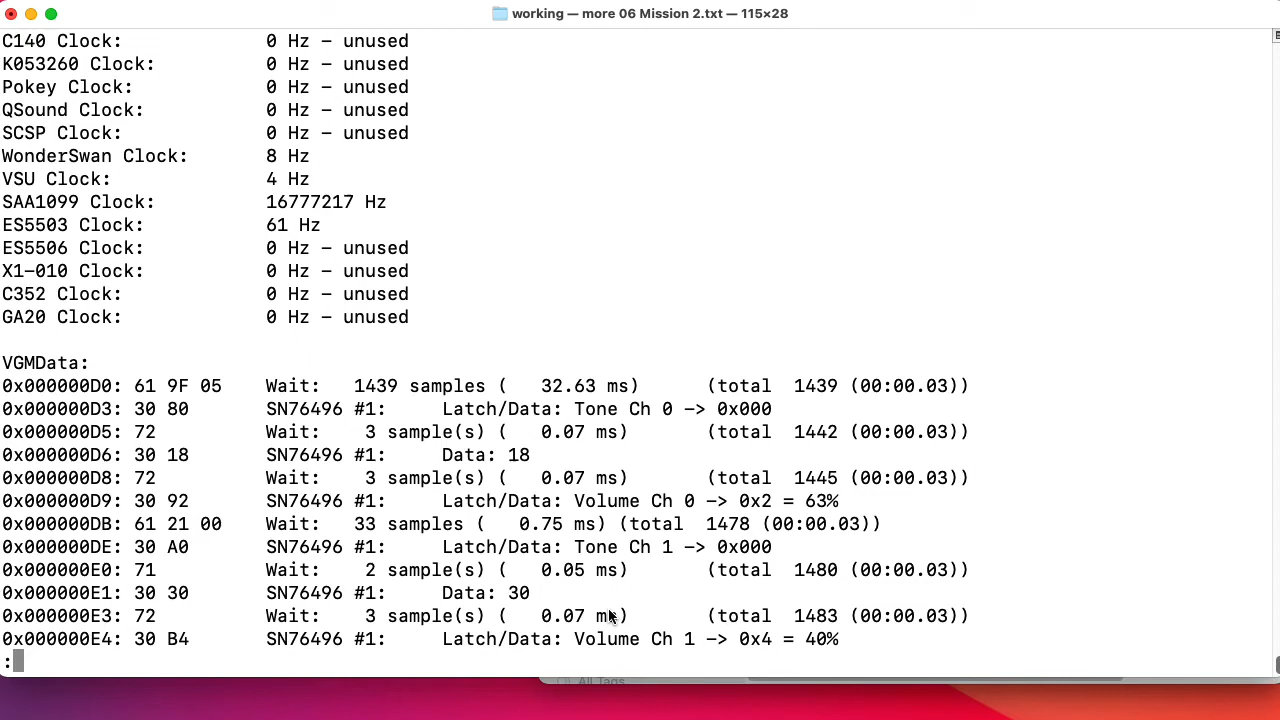 working — more 06 Mission 2.txt — 115×28
C140 Clock: 0 Hz - unused
K053260 Clock: 0 Hz - unused
Pokey Clock: 0 Hz - unused
QSound Clock: 0 Hz - unused
SCSP Clock: 0 Hz - unused
WonderSwan Clock: 8 Hz
VSU Clock: 4 Hz
SAA1099 Clock: 16777217 Hz
ES5503 Clock: 61 Hz
ES5506 Clock: 0 Hz - unused
X1-010 Clock: 0 Hz - unused
C352 Clock: 0 Hz - unused
GA20 Clock: 0 Hz - unused
VGMData:
0x000000D0: 61 9F 05 Wait: 1439 samples ( 32.63 ms) (total 1439 (00:00.03))
0x000000D3: 30 80 SN76496 #1: Latch/Data: Tone Ch 0 -> 0x000
0x000000D5: 72 Wait: 3 sample(s) ( 0.07 ms) (total 1442 (00:00.03))
0x000000D6: 30 18 SN76496 #1: Data: 18
0x000000D8: 72 Wait: 3 sample(s) ( 0.07 ms) (total 1445 (00:00.03))
0x000000D9: 30 92 SN76496 #1: Latch/Data: Volume Ch 0 -> 0x2 = 63%
0x000000DB: 61 21 00 Wait: 33 samples ( 0.75 ms) (total 1478 (00:00.03))
0x000000DE: 30 A0 SN76496 #1: Latch/Data: Tone Ch 1 -> 0x000
0x000000E0: 71 Wait: 2 sample(s) ( 0.05 ms) (total 1480 (00:00.03))
0x000000E1: 30 30 SN76496 #1: Data: 30
0x000000E3: 72 Wait: 3 sample(s) ( 0.07 ms) (total 1483 (00:00.03))
0x000000E4: 30 B4 SN76496 #1: Latch/Data: Volume Ch 1 -> 0x4 = 40%
:
All Tags